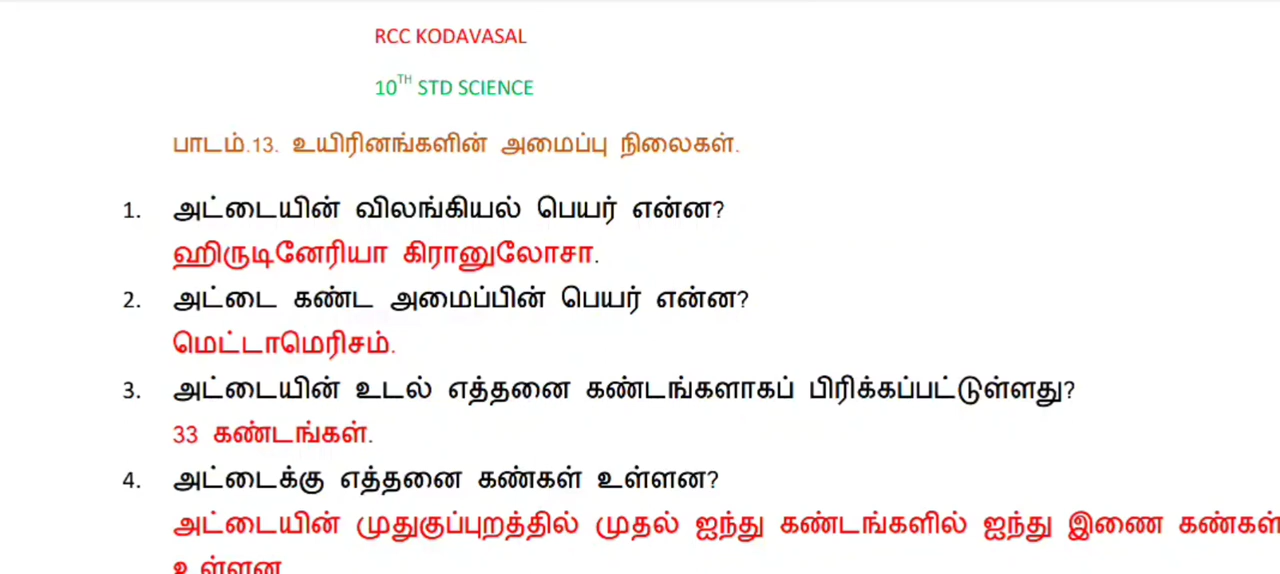 RCC KODAVASAL
10TH STD SCIENCE
பாடம்.13. உயிரினங்களின் அமைப்பு நிலைகள்.
1. அட்டையின் விலங்கியல் பெயர் என்ன?
ஹிருடினேரியா கிரானுலோசா.
2. அட்டை கண்ட அமைப்பின் பெயர் என்ன?
மெட்டாமெரிசம்.
3. அட்டையின் உடல் எத்தனை கண்டங்களாகப் பிரிக்கப்பட்டுள்ளது?
33 கண்டங்கள்.
4. அட்டைக்கு எத்தனை கண்கள் உள்ளன?
அட்டையின் முதுகுப்புறத்தில் முதல் ஐந்து கண்டங்களில் ஐந்து இணை கண்கள்
உள்ளன